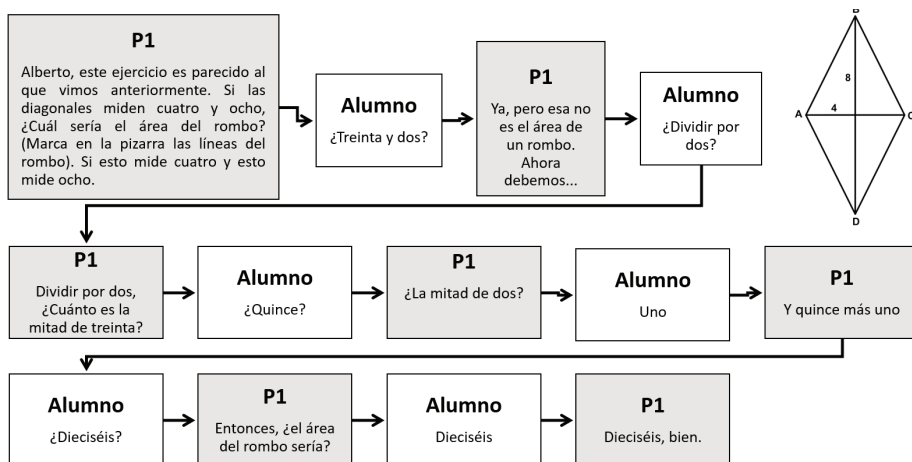 P1
Alberto, este ejercicio es parecido al
que vimos anteriormente. Si las
diagonales miden cuatro y ocho,
¿Cuál sería el área del rombo?
(Marca en la pizarra las líneas del
rombo). Si esto mide cuatro y esto
mide ocho.
Alumno
¿Treinta y dos?
P1
Ya, pero esa no
es el área de
un rombo.
Ahora
debemos...
Alumno
¿Dividir por
dos?
B
8
A
4
C
D
P1
Dividir por dos,
¿Cuánto es la
mitad de treinta?
Alumno
¿Quince?
P1
¿La mitad de dos?
Alumno
Uno
P1
Y quince más uno
Alumno
¿Dieciséis?
P1
Entonces, ¿el área
del rombo sería?
Alumno
Dieciséis
P1
Dieciséis, bien.